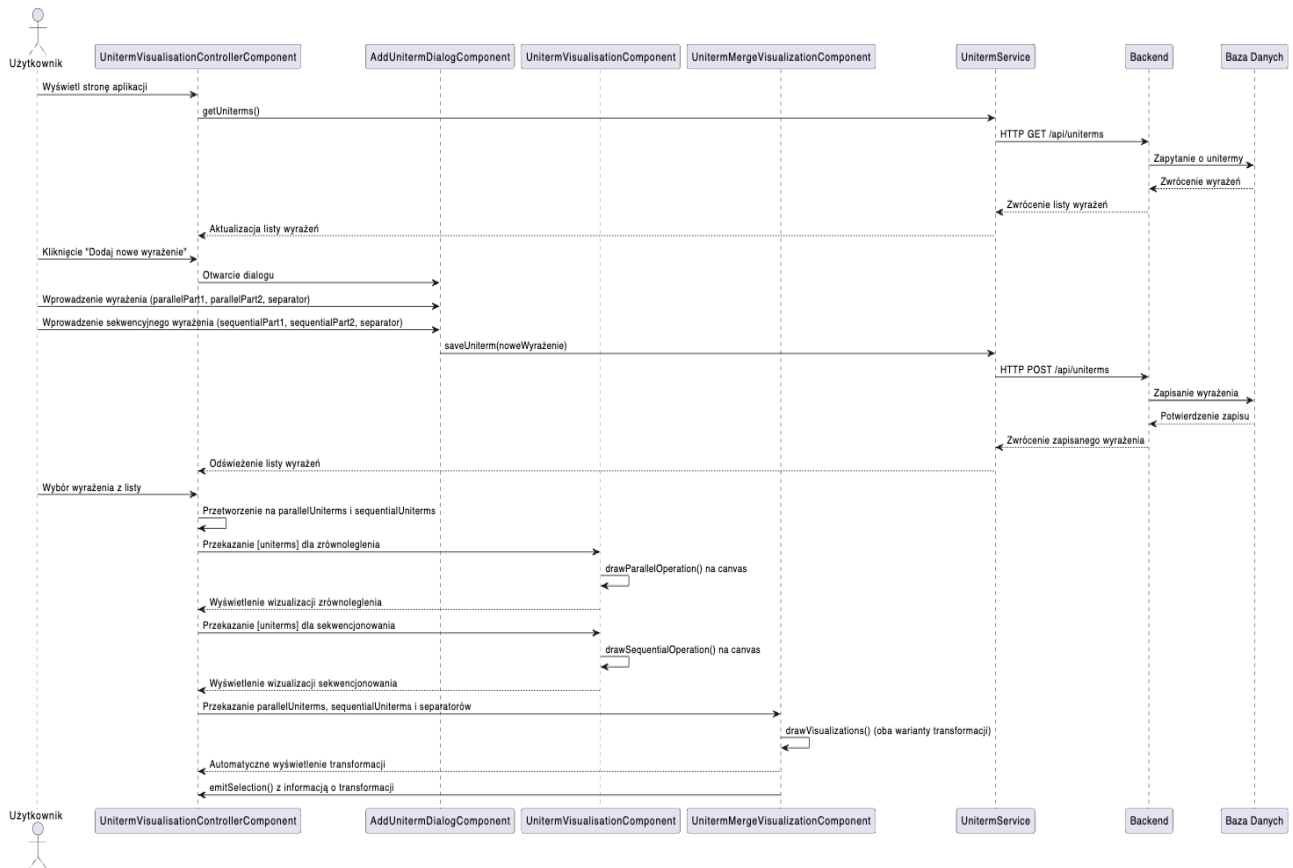 Użytkownik
UnitermVisualisationControllerComponent
AddUnitermDialogComponent
UnitermVisualisationComponent
UnitermMergeVisualizationComponent
UnitermService
Backend
Baza Danych
Wyświetl stronę aplikacji
getUniterms()
HTTP GET /api/uniterms
Zapytanie o unitermy
Zwrócenie wyrażeń
Zwrócenie listy wyrażeń
Aktualizacja listy wyrażeń
Kliknięcie "Dodaj nowe wyrażenie"
Otwarcie dialogu
Wprowadzenie wyrażenia (parallelPart1, parallelPart2, separator)
Wprowadzenie sekwencyjnego wyrażenia (sequentialPart1, sequentialPart2, separator)
saveUniterm(noweWyrażenie)
HTTP POST /api/uniterms
Zapisanie wyrażenia
Potwierdzenie zapisu
Zwrócenie zapisanego wyrażenia
Odświeżenie listy wyrażeń
Wybór wyrażenia z listy
Przetworzenie na parallelUniterms i sequentialUniterms
Przekazanie [uniterms] dla zrównoleglenia
drawParallelOperation() na canvas
Wyświetlenie wizualizacji zrównoleglenia
Przekazanie [uniterms] dla sekwencjonowania
drawSequentialOperation() na canvas
Wyświetlenie wizualizacji sekwencjonowania
Przekazanie parallelUniterms, sequentialUniterms i separatorów
drawVisualizations() (oba warianty transformacji)
Automatyczne wyświetlenie transformacji
emitSelection() z informacją o transformacji
Użytkownik
UnitermVisualisationControllerComponent
AddUnitermDialogComponent
UnitermVisualisationComponent
UnitermMergeVisualizationComponent
UnitermService
Backend
Baza Danych